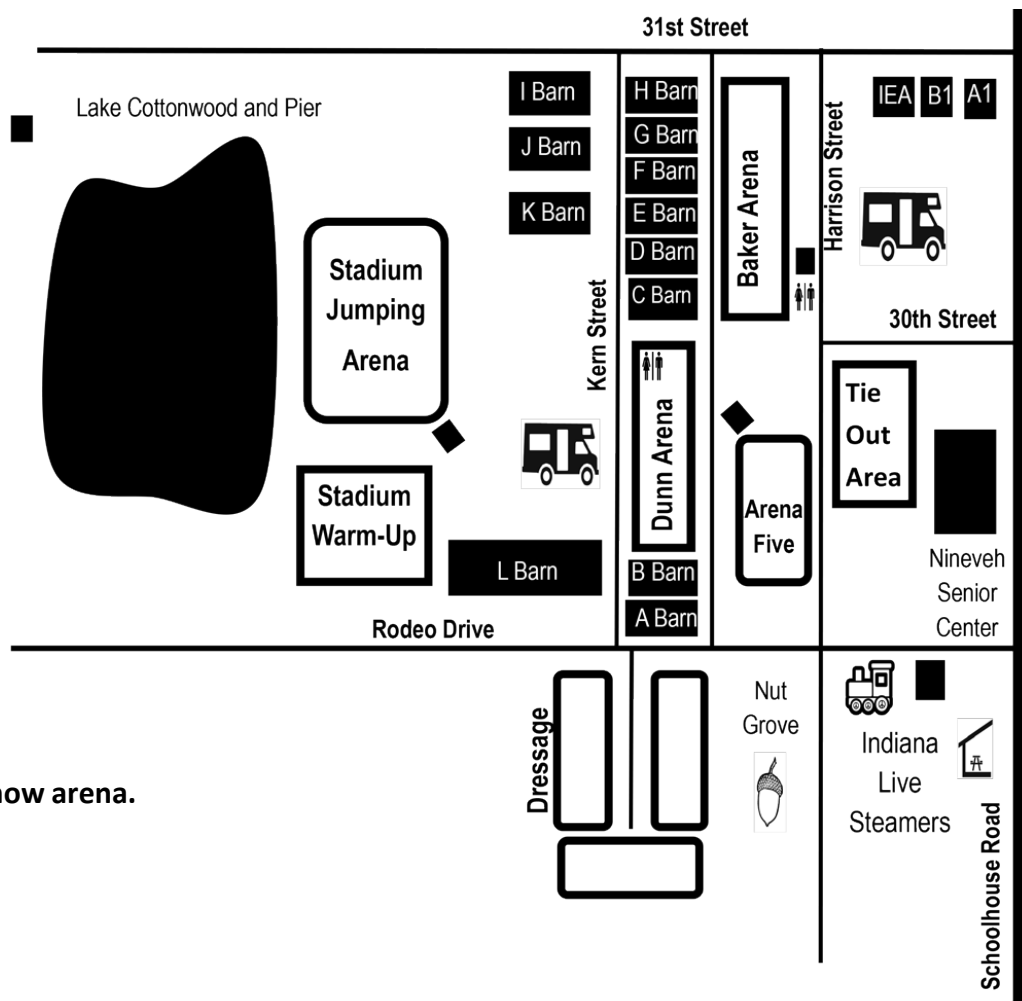 31st Street
Lake Cottonwood and Pier
I Barn
J Barn
K Barn
H Barn
G Barn
F Barn
E Barn
D Barn
C Barn
Baker Arena
Harrison Street
IEA
B1
A1
Stadium
Jumping
Arena
Kern Street
30th Street
Dunn Arena
Tie
Out
Area
Stadium
Warm-Up
Arena
Five
L Barn
B Barn
A Barn
Nineveh
Senior
Center
Rodeo Drive
Dressage
Nut
Grove
Indiana
Live
Steamers
arena.
Schoolhouse Road